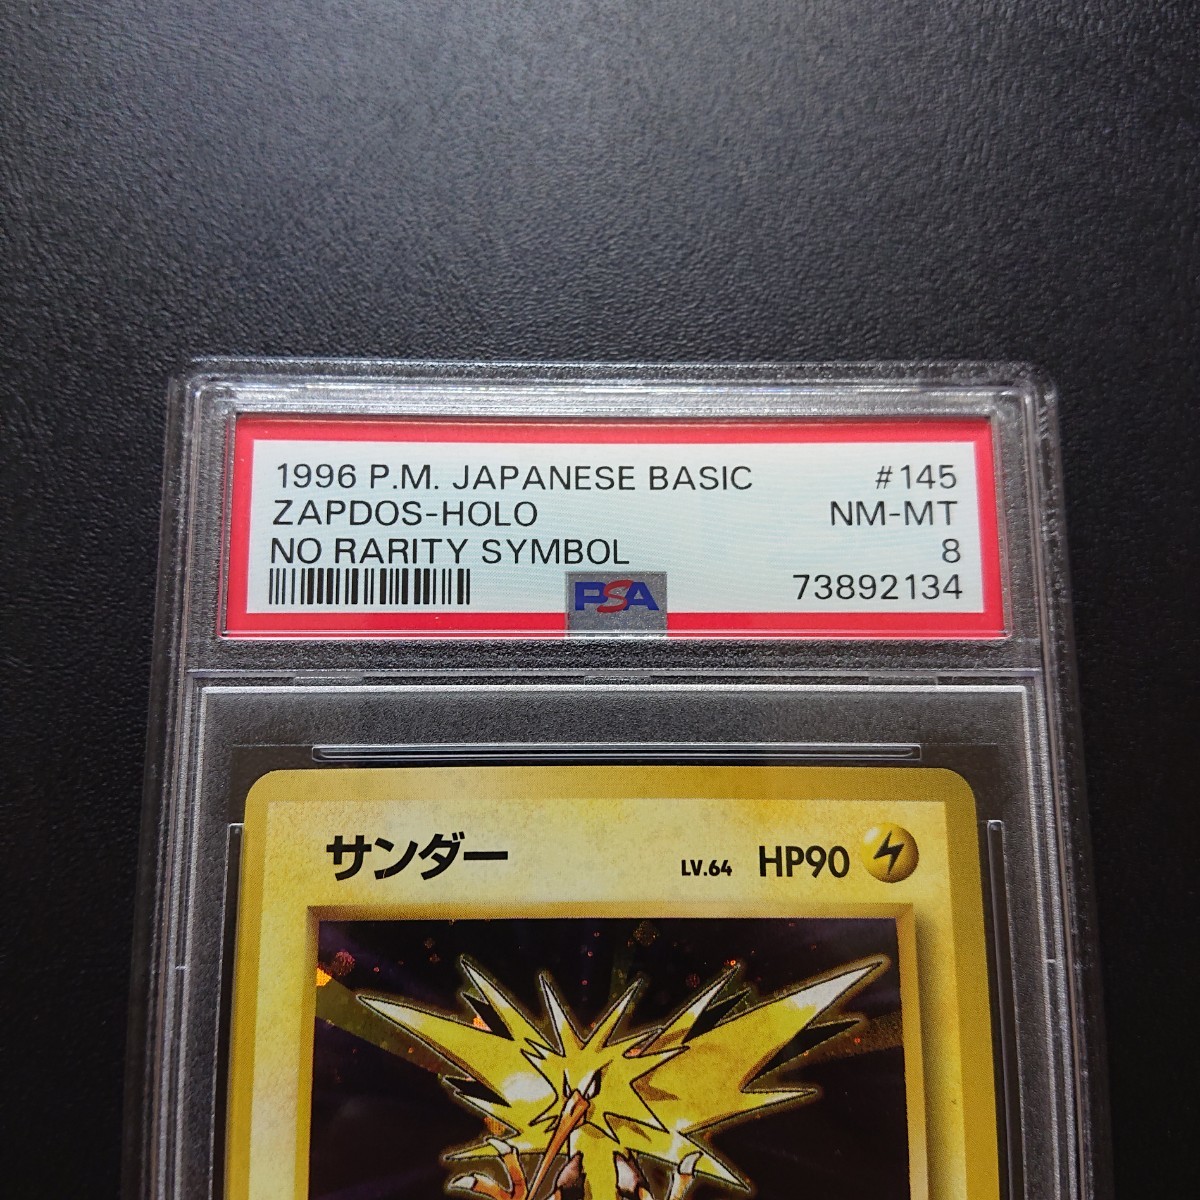 1996 P.M. JAPANESE BASIC #145
ZAPDOS-HOLO NM-MT
NO RARITY SYMBOL 8
PSA 73892134
サンダー LV.64 HP90